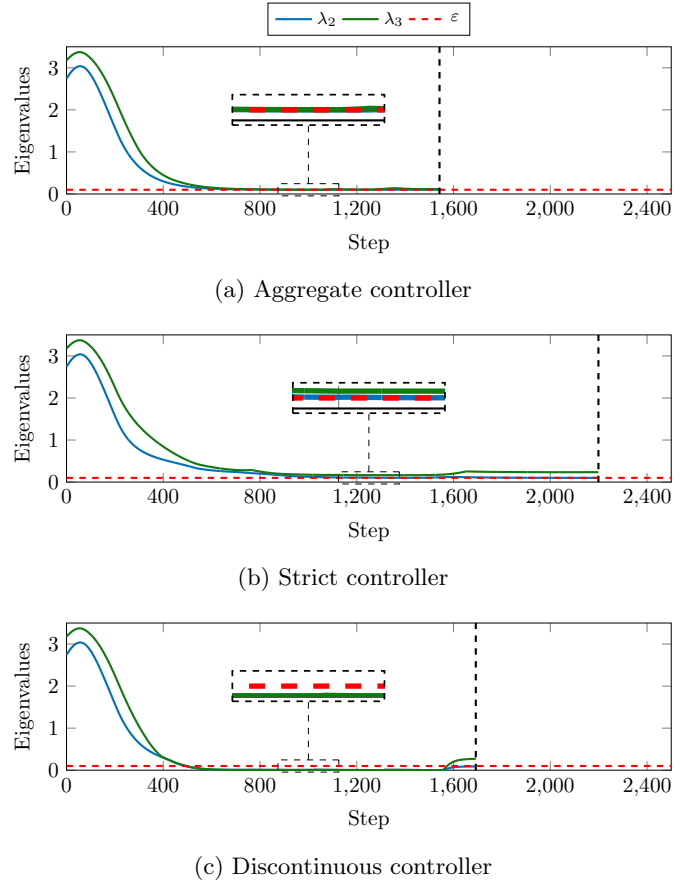 λ2 λ3 ε
3
2
1
0
Eigenvalues
0 400 800 1,200 1,600 2,000 2,400
Step
(a) Aggregate controller
3
2
1
0
Eigenvalues
0 400 800 1,200 1,600 2,000 2,400
Step
(b) Strict controller
3
2
1
0
Eigenvalues
0 400 800 1,200 1,600 2,000 2,400
Step
(c) Discontinuous controller